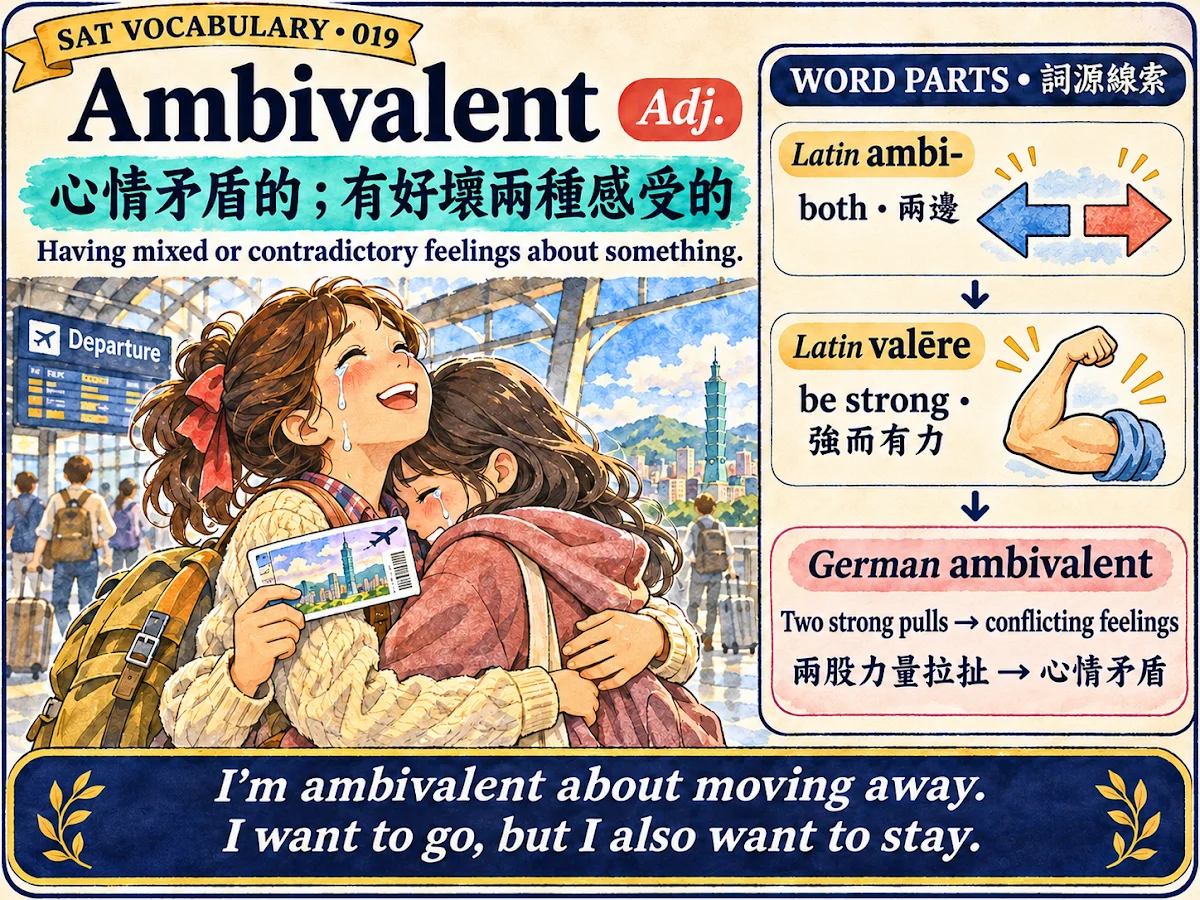 SAT VOCABULARY • 019
Ambivalent
Adj.
心情矛盾的；有好壞兩種感受的
Having mixed or contradictory feelings about something.
Departure
WORD PARTS • 詞源線索
Latin ambi-
both • 兩邊
Latin valēre
be strong •
強而有力
German ambivalent
Two strong pulls → conflicting feelings
兩股力量拉扯 → 心情矛盾
I'm ambivalent about moving away.
I want to go, but I also want to stay.